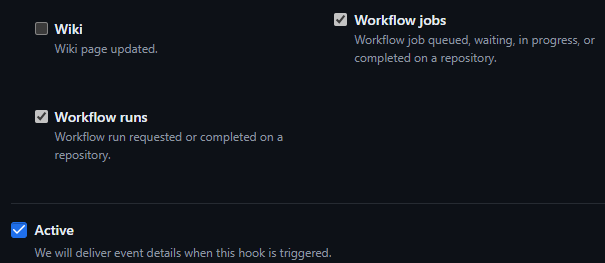 Wiki
Wiki page updated.
Workflow jobs
Workflow job queued, waiting, in progress, or
completed on a repository.
Workflow runs
Workflow run requested or completed on a
repository.
Active
We will deliver event details when this hook is triggered.